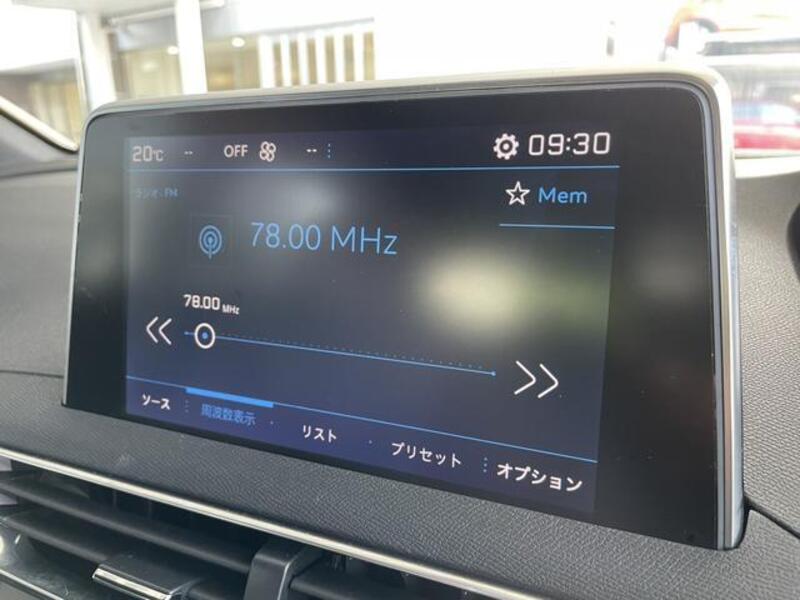 20℃ -- OFF -- 09:30
ラジオ - FM
Mem
78.00 MHz
78.00 MHz
ソース 周波数表示 リスト プリセット オプション